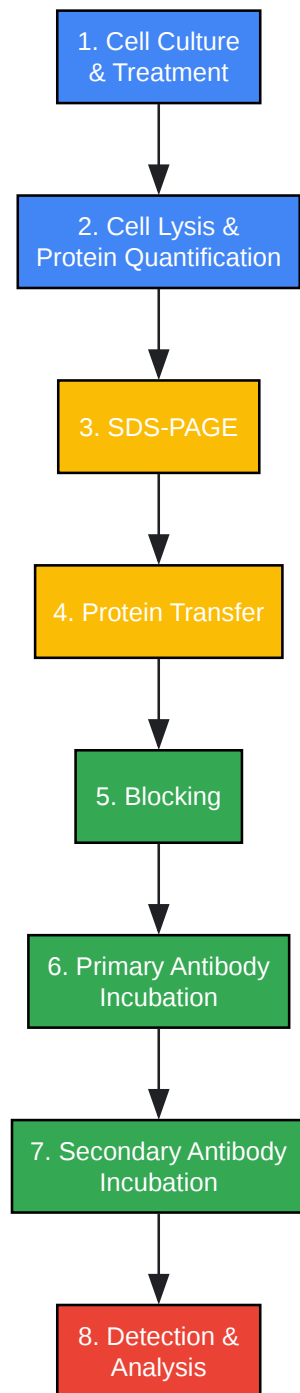 1. Cell Culture
& Treatment
2. Cell Lysis &
Protein Quantification
3. SDS-PAGE
4. Protein Transfer
5. Blocking
6. Primary Antibody
Incubation
7. Secondary Antibody
Incubation
8. Detection &
Analysis